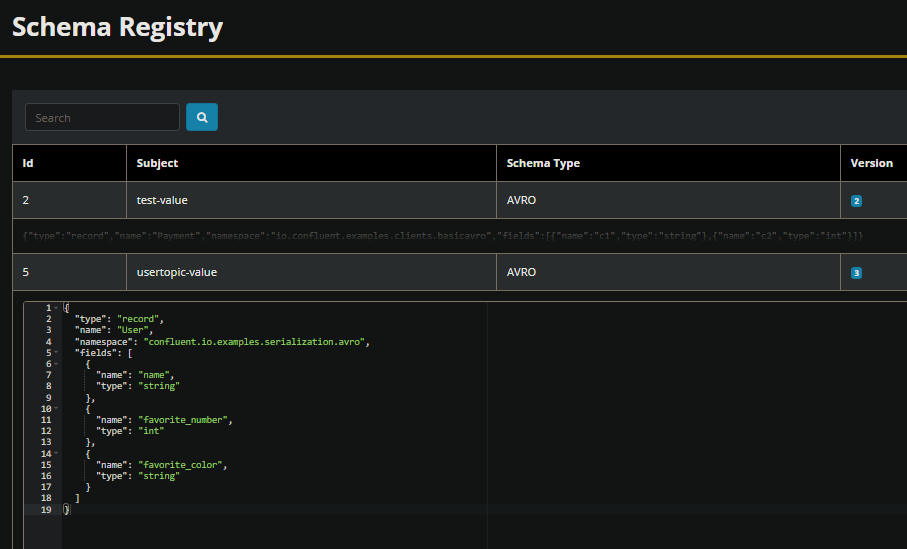 Schema Registry
Search
Id Subject Schema Type Version
2 test-value AVRO 2
{"type":"record","name":"Payment","namespace":"io.confluent.examples.clients.basicavro","fields":[{"name":"c1","type":"string"},{"name":"c2","type":"int"}]}
5 usertopic-value AVRO 3
1 {
2 "type": "record",
3 "name": "User",
4 "namespace": "confluent.io.examples.serialization.avro",
5 "fields": [
6 {
7 "name": "name",
8 "type": "string"
9 },
10 {
11 "name": "favorite_number",
12 "type": "int"
13 },
14 {
15 "name": "favorite_color",
16 "type": "string"
17 }
18 ]
19 }